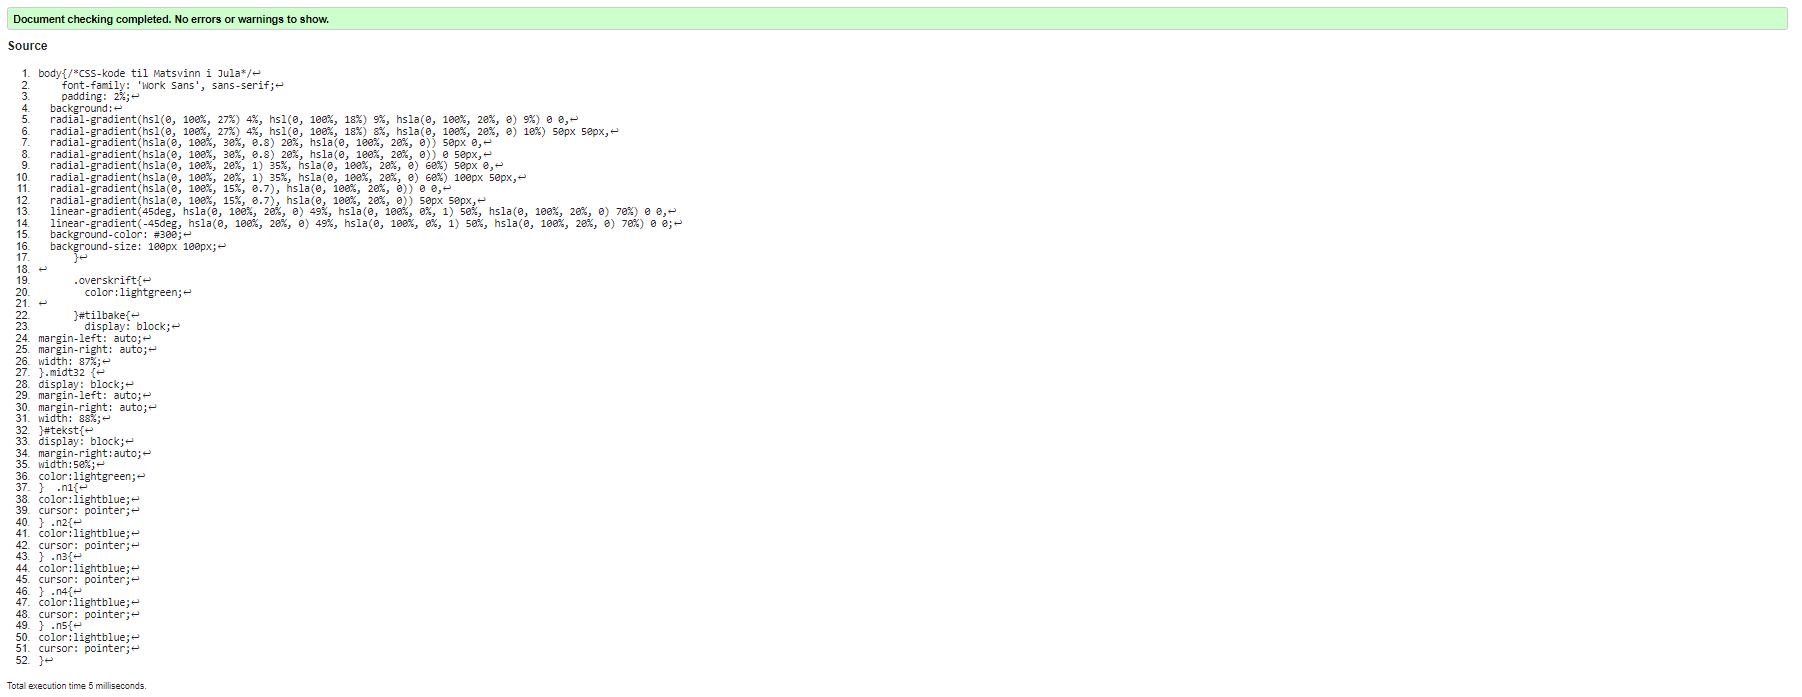 Document checking completed. No errors or warnings to show.
Source
1. body{/*CSS-kode til Matsvinn i Jula*/↩
2. font-family: 'Work Sans', sans-serif;↩
3. padding: 2%;↩
4. background:↩
5. radial-gradient(hsl(0, 100%, 27%) 4%, hsl(0, 100%, 18%) 9%, hsla(0, 100%, 20%, 0) 9%) 0 0,↩
6. radial-gradient(hsl(0, 100%, 27%) 4%, hsl(0, 100%, 18%) 8%, hsla(0, 100%, 20%, 0) 10%) 50px 50px,↩
7. radial-gradient(hsla(0, 100%, 30%, 0.8) 20%, hsla(0, 100%, 20%, 0)) 50px 0,↩
8. radial-gradient(hsla(0, 100%, 30%, 0.8) 20%, hsla(0, 100%, 20%, 0)) 0 50px,↩
9. radial-gradient(hsla(0, 100%, 20%, 1) 35%, hsla(0, 100%, 20%, 0) 60%) 50px 0,↩
10. radial-gradient(hsla(0, 100%, 20%, 1) 35%, hsla(0, 100%, 20%, 0) 60%) 100px 50px,↩
11. radial-gradient(hsla(0, 100%, 15%, 0.7), hsla(0, 100%, 20%, 0)) 0 0,↩
12. radial-gradient(hsla(0, 100%, 15%, 0.7), hsla(0, 100%, 20%, 0)) 50px 50px,↩
13. linear-gradient(45deg, hsla(0, 100%, 20%, 0) 49%, hsla(0, 100%, 0%, 1) 50%, hsla(0, 100%, 20%, 0) 70%) 0 0,↩
14. linear-gradient(-45deg, hsla(0, 100%, 20%, 0) 49%, hsla(0, 100%, 0%, 1) 50%, hsla(0, 100%, 20%, 0) 70%) 0 0;↩
15. background-color: #300;↩
16. background-size: 100px 100px;↩
17. }↩
18. ↩
19. .overskrift{↩
20. color:lightgreen;↩
21. ↩
22. }#tilbake{↩
23. display: block;↩
24. margin-left: auto;↩
25. margin-right: auto;↩
26. width: 87%;↩
27. }.midt32 {↩
28. display: block;↩
29. margin-left: auto;↩
30. margin-right: auto;↩
31. width: 88%;↩
32. }#tekst{↩
33. display: block;↩
34. margin-right:auto;↩
35. width:50%;↩
36. color:lightgreen;↩
37. } .n1{↩
38. color:lightblue;↩
39. cursor: pointer;↩
40. } .n2{↩
41. color:lightblue;↩
42. cursor: pointer;↩
43. } .n3{↩
44. color:lightblue;↩
45. cursor: pointer;↩
46. } .n4{↩
47. color:lightblue;↩
48. cursor: pointer;↩
49. } .n5{↩
50. color:lightblue;↩
51. cursor: pointer;↩
52. }↩
Total execution time 5 milliseconds.